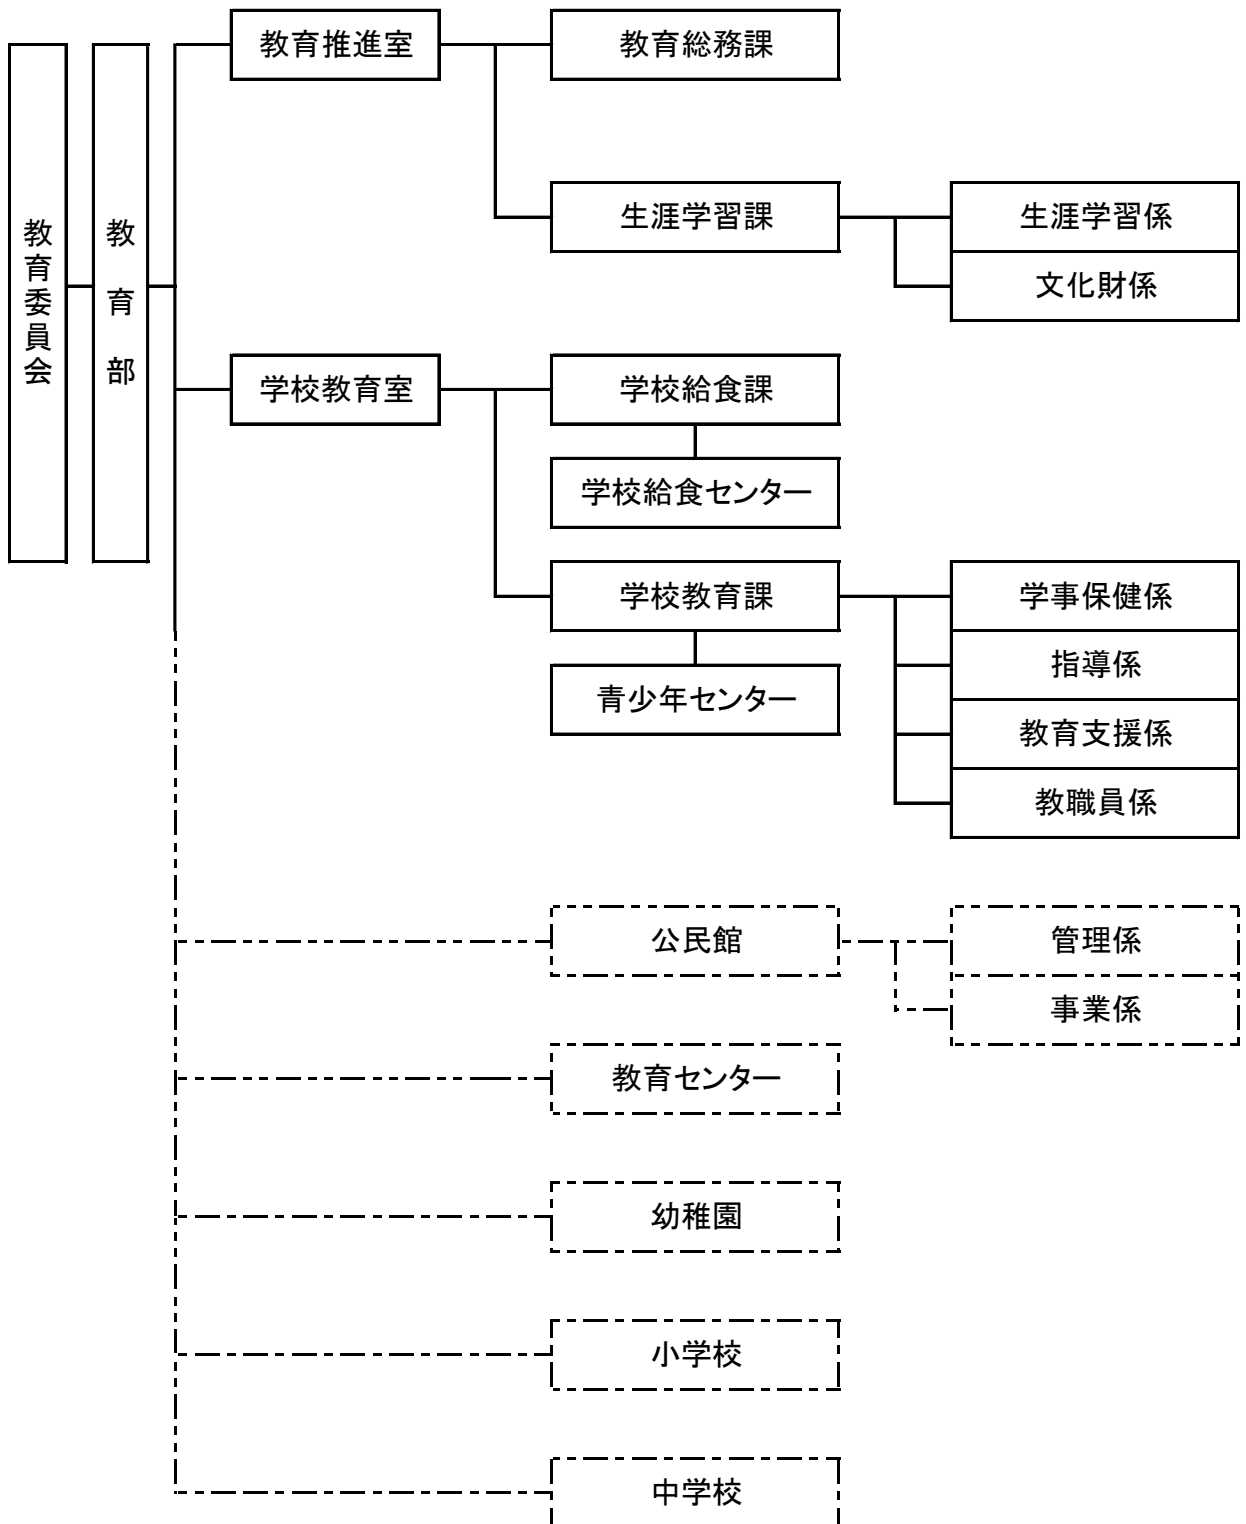 教育委員会
教育部
教育推進室
教育総務課
生涯学習課
生涯学習係
文化財係
学校教育室
学校給食課
学校給食センター
学校教育課
学事保健係
指導係
青少年センター
教育支援係
教職員係
公民館
管理係
事業係
教育センター
幼稚園
小学校
中学校